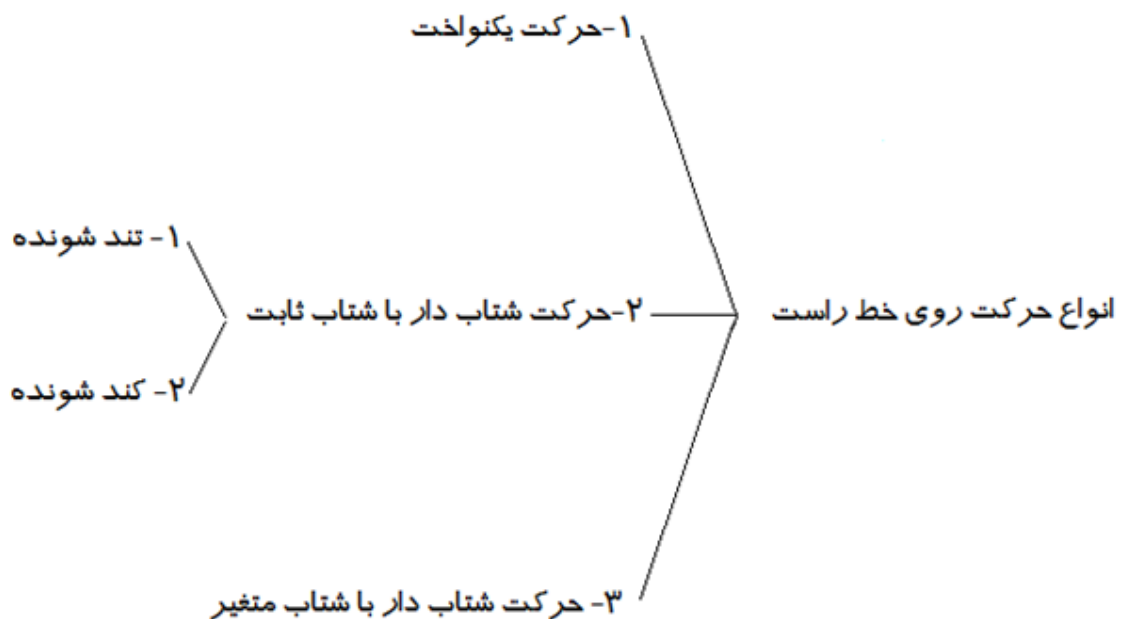 انواع حرکت روی خط راست
۱-حرکت یکنواخت
۲-حرکت شتاب دار با شتاب ثابت
۱- تند شونده
۲- کند شونده
۳- حرکت شتاب دار با شتاب متغیر